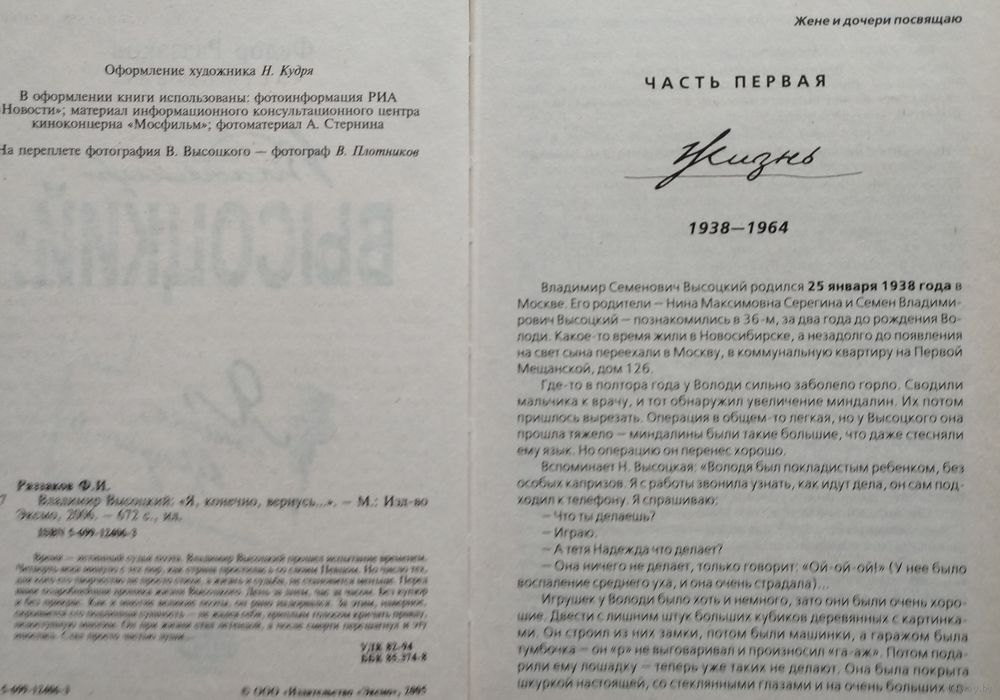 Оформление художника Н. Кудря
В оформлении книги использованы: фотоинформация РИА
«Новости»; материал информационного консультационного центра
киноконцерна «Мосфильм»; фотоматериал А. Стернина
На переплете фотография В. Высоцкого — фотограф В. Плотников
ВЫСОЦКИЙ
Раззаков Ф.И.
Владимир Высоцкий: «Я, конечно, вернусь...». — М.: Изд-во
Эксмо, 2006. — 672 с., ил.
ISBN 5-699-12406-3
УДК 82-94
ББК 85.374-8
5-699-12406-3
© ООО «Издательство «Эксмо», 2005
Жене и дочери посвящаю
ЧАСТЬ ПЕРВАЯ
Жизнь
1938—1964
Владимир Семенович Высоцкий родился 25 января 1938 года в
Москве. Его родители — Нина Максимовна Серегина и Семен Владими-
рович Высоцкий — познакомились в 36-м, за два года до рождения Во-
лоди. Какое-то время жили в Новосибирске, а незадолго до появления
на свет сына переехали в Москву, в коммунальную квартиру на Первой
Мещанской, дом 126.
Где-то в полтора года у Володи сильно заболело горло. Сводили
мальчика к врачу, и тот обнаружил увеличение миндалин. Их потом
пришлось вырезать. Операция в общем-то легкая, но у Высоцкого она
прошла тяжело — миндалины были такие большие, что даже стесняли
ему язык. Но операцию он перенес хорошо.
Вспоминает Н. Высоцкая: «Володя был покладистым ребенком, без
особых капризов. Я с работы звонила узнать, как идут дела, он сам под-
ходил к телефону. Я спрашиваю:
— Что ты делаешь?
— Играю.
— А тетя Надежда что делает?
— Она ничего не делает, только говорит: «Ой-ой-ой!» (У нее было
воспаление среднего уха, и она очень страдала)...
Игрушек у Володи было хоть и немного, зато они были очень хоро-
шие. Двести с лишним штук больших кубиков деревянных с картинка-
ми. Он строил из них замки, потом были машинки, а гаражом была
тумбочка — он «р» не выговаривал и произносил «га-аж». Потом пода-
рили ему лошадку — теперь уже таких не делают. Она была покрыта
шкуркой настоящей, со стеклянными глазами и на очень больших